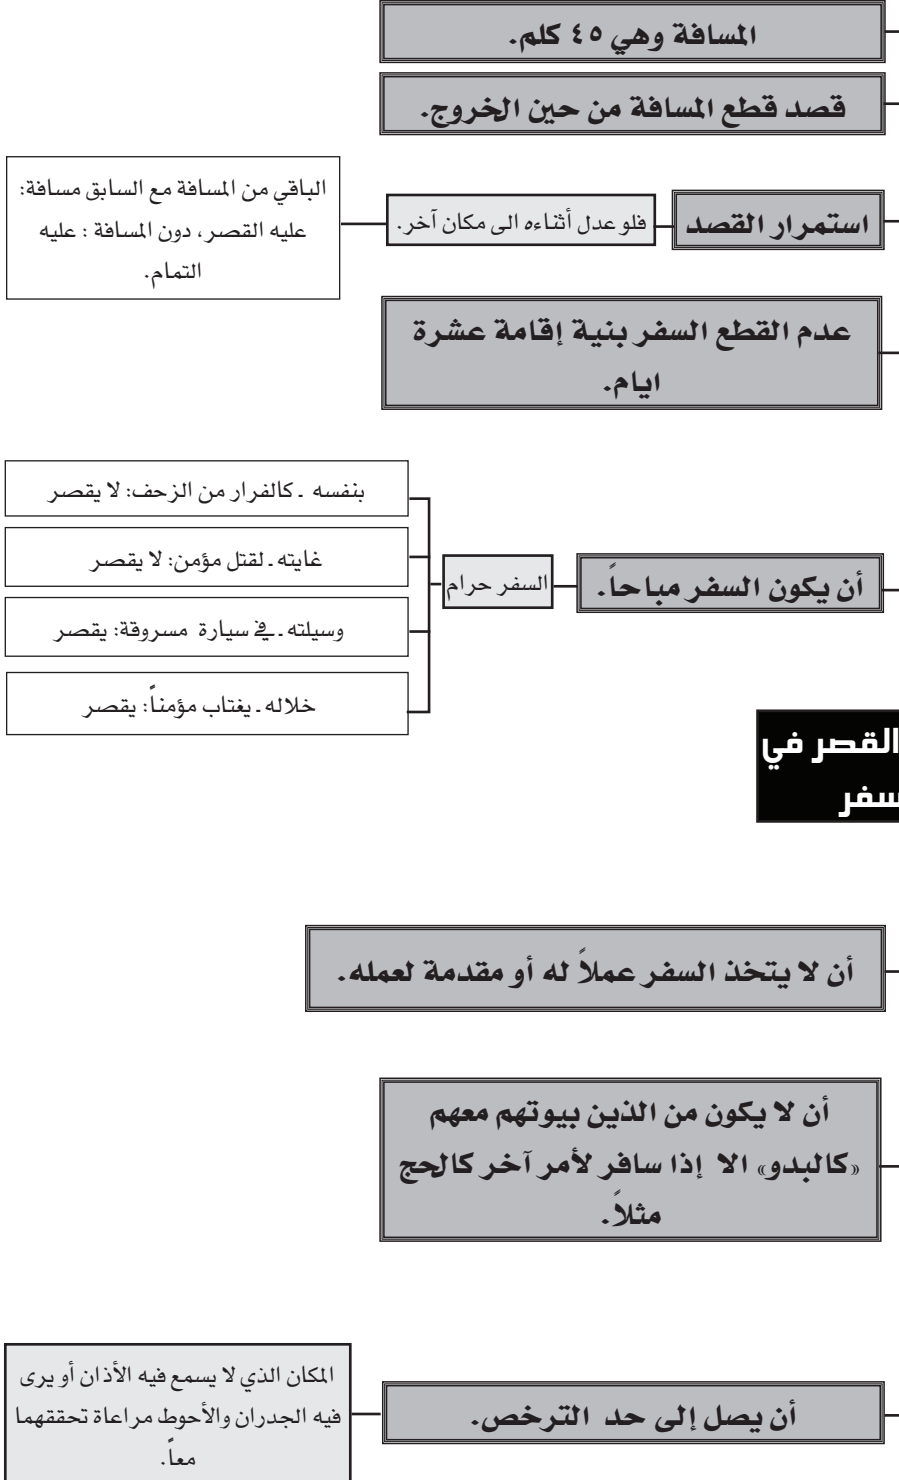 المسافة وهي ٤٥ كلم.
قصد قطع المسافة من حين الخروج.
استمرار القصد
فلو عدل أثناءه الى مكان آخر.
الباقي من المسافة مع السابق مسافة:
عليه القصر، دون المسافة : عليه
التمام.
عدم القطع السفر بنية إقامة عشرة
ايام.
أن يكون السفر مباحاً.
السفر حرام
بنفسه ـ كالفرار من الزحف: لا يقصر
غايته ـ لقتل مؤمن: لا يقصر
وسيلته ـ في سيارة مسروقة: يقصر
خلاله ـ يغتاب مؤمناً: يقصر
القصر في
سفر
أن لا يتخذ السفر عملاً له أو مقدمة لعمله.
أن لا يكون من الذين بيوتهم معهم
«كالبدو» الا إذا سافر لأمر آخر كالحج
مثلاً.
أن يصل إلى حد الترخص.
المكان الذي لا يسمع فيه الأذان أو يرى
فيه الجدران والأحوط مراعاة تحققهما
معاً.